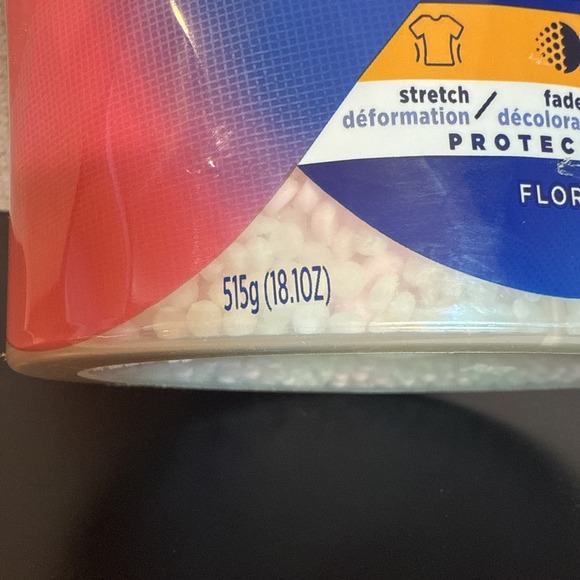 stretch / fade
déformation / décolora
PROTEC
FLOR
515g (18.1OZ)